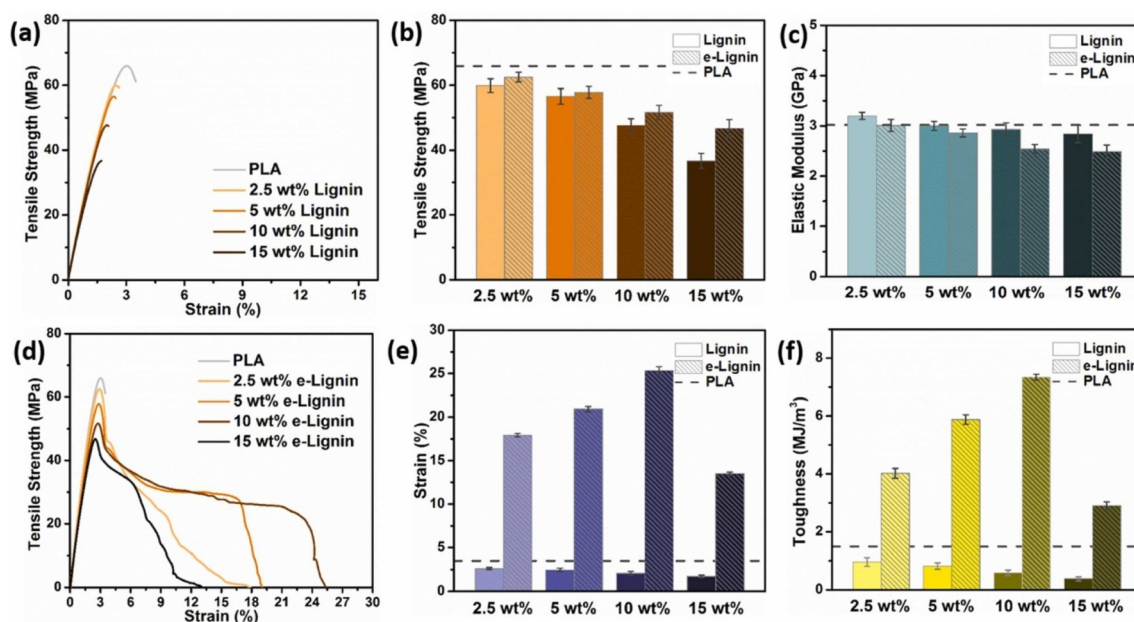 (a)
Tensile Strength (MPa)
80
60
40
20
0
PLA
2.5 wt% Lignin
5 wt% Lignin
10 wt% Lignin
15 wt% Lignin
0 3 6 9 12 15
Strain (%)
(b)
Tensile Strength (MPa)
80
60
40
20
0
Lignin
e-Lignin
PLA
2.5 wt% 5 wt% 10 wt% 15 wt%
(c)
Elastic Modulus (GPa)
5
4
3
2
1
0
Lignin
e-Lignin
PLA
2.5 wt% 5 wt% 10 wt% 15 wt%
(d)
Tensile Strength (MPa)
80
60
40
20
0
PLA
2.5 wt% e-Lignin
5 wt% e-Lignin
10 wt% e-Lignin
15 wt% e-Lignin
0 3 6 9 12 15 18 21 24 27 30
Strain (%)
(e)
Strain (%)
30
25
20
15
10
5
0
Lignin
e-Lignin
PLA
2.5 wt% 5 wt% 10 wt% 15 wt%
(f)
Toughness (MJ/m³)
9
8
6
4
2
0
Lignin
e-Lignin
PLA
2.5 wt% 5 wt% 10 wt% 15 wt%